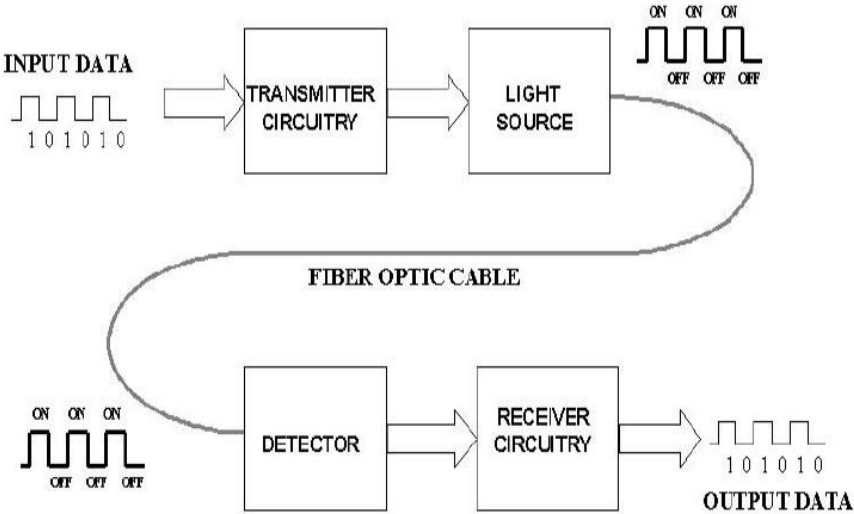 ON ON ON
OFF OFF OFF
INPUT DATA
1 0 1 0 1 0
TRANSMITTER
CIRCUITRY
LIGHT
SOURCE
FIBER OPTIC CABLE
ON ON ON
OFF OFF OFF
DETECTOR
RECEIVER
CIRCUITRY
1 0 1 0 1 0
OUTPUT DATA